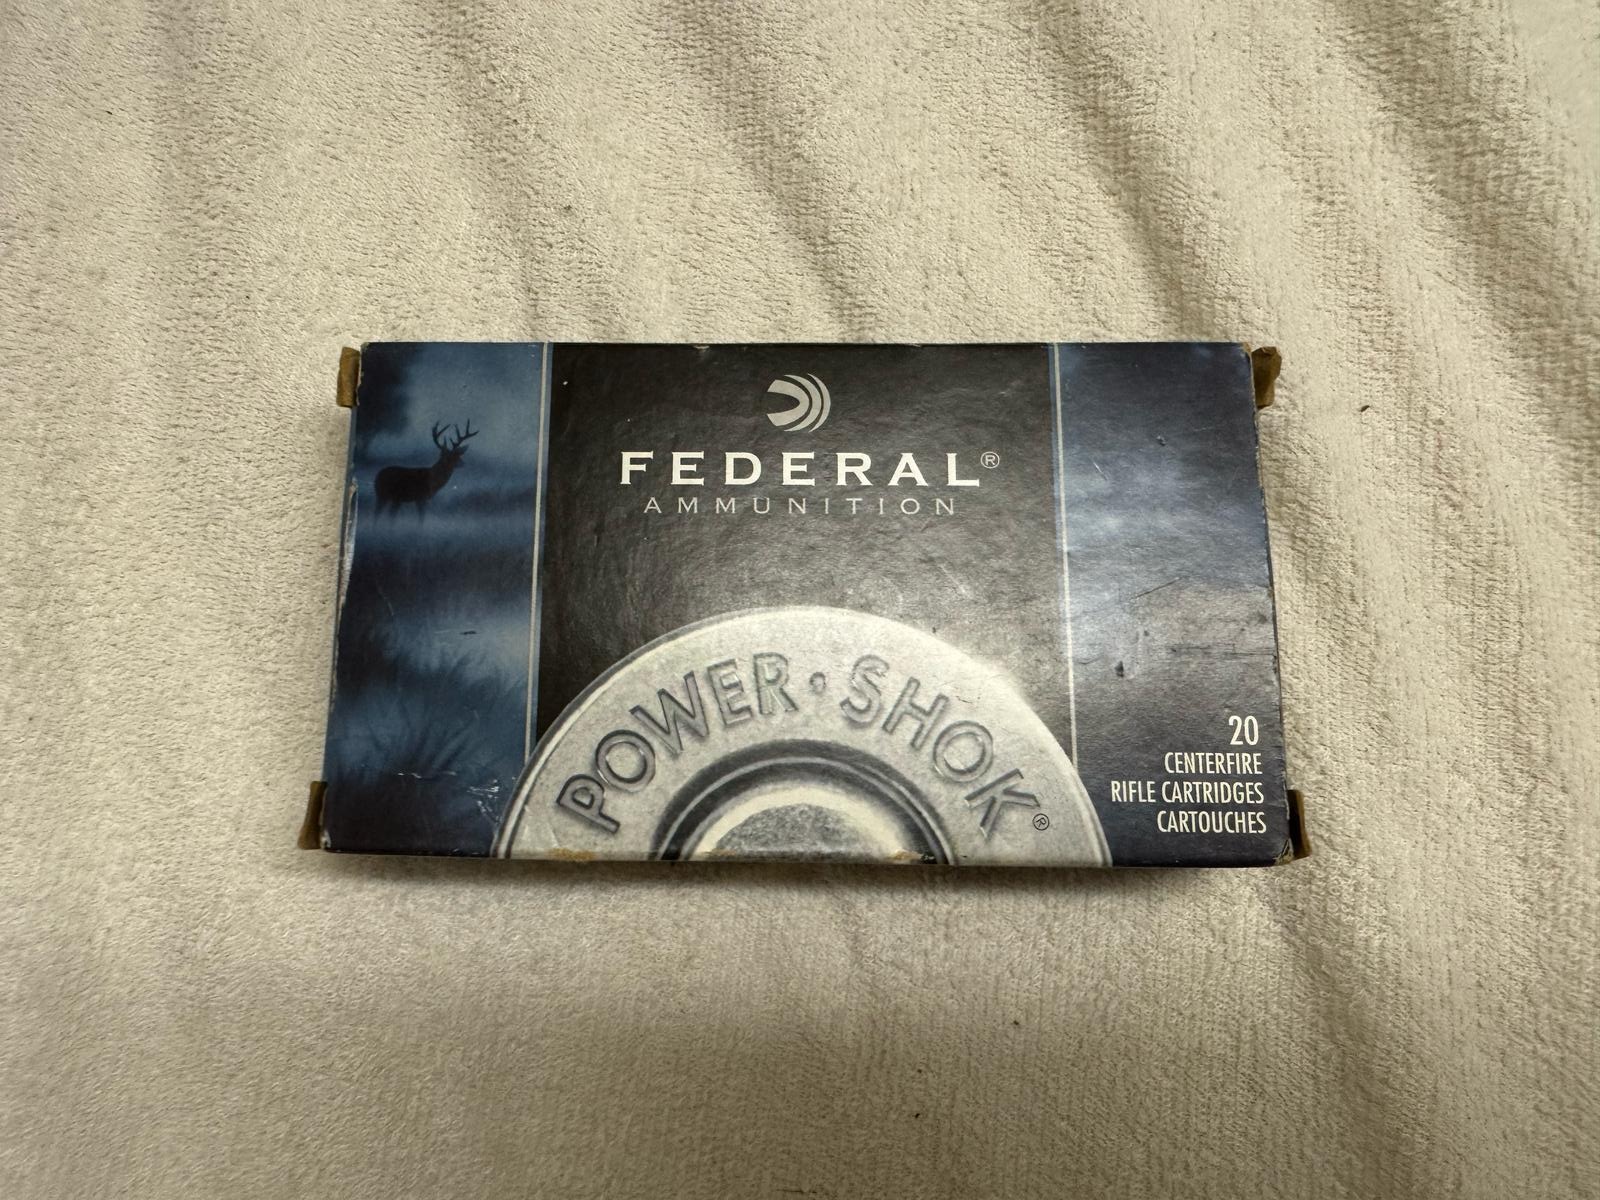 FEDERAL®
AMMUNITION
POWER·SHOK®
20
CENTERFIRE
RIFLE CARTRIDGES
CARTOUCHES